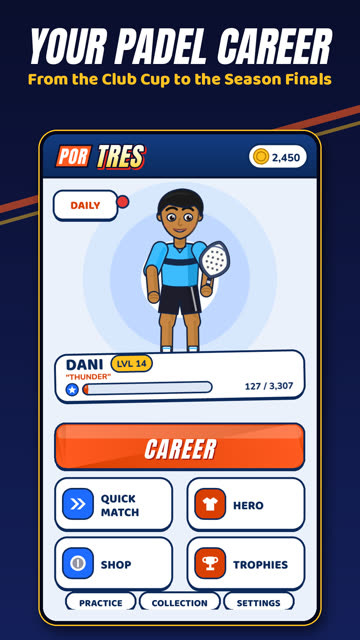 YOUR PADEL CAREER
From the Club Cup to the Season Finals
POR TRES
2,450
DAILY
DANI LVL 14
"THUNDER"
127 / 3,307
CAREER
QUICK
MATCH
HERO
SHOP
TROPHIES
PRACTICE COLLECTION SETTINGS